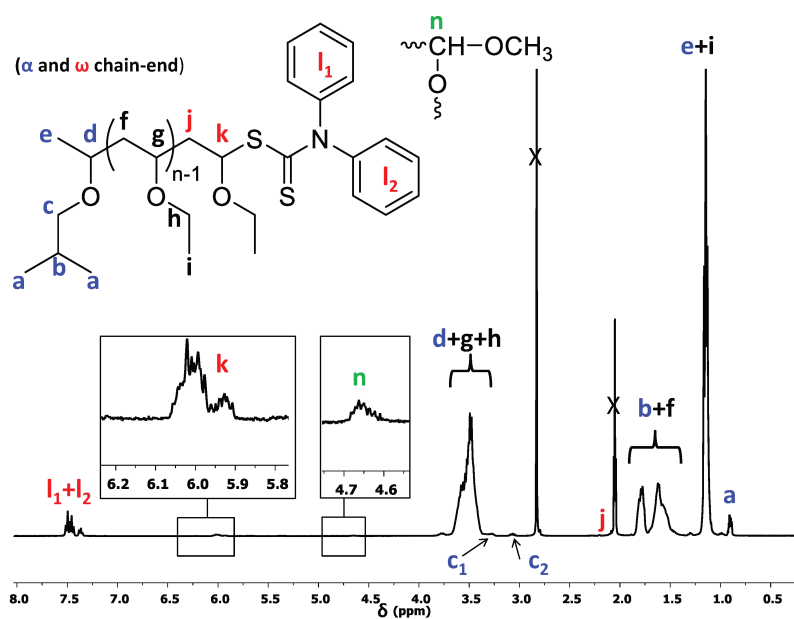 n
CH–OCH3
O
(α and ω chain-end)
l1
e d f g j k
S N
n-1
S
l2
O O O
c h
b i
a a
e+i
X
d+g+h
k
n
X
b+f
6.2 6.1 6.0 5.9 5.8
4.7 4.6
l1+l2
j
a
c1 c2
8.0 7.5 7.0 6.5 6.0 5.5 5.0 4.5 4.0 3.5 3.0 2.5 2.0 1.5 1.0 0.5
δ (ppm)